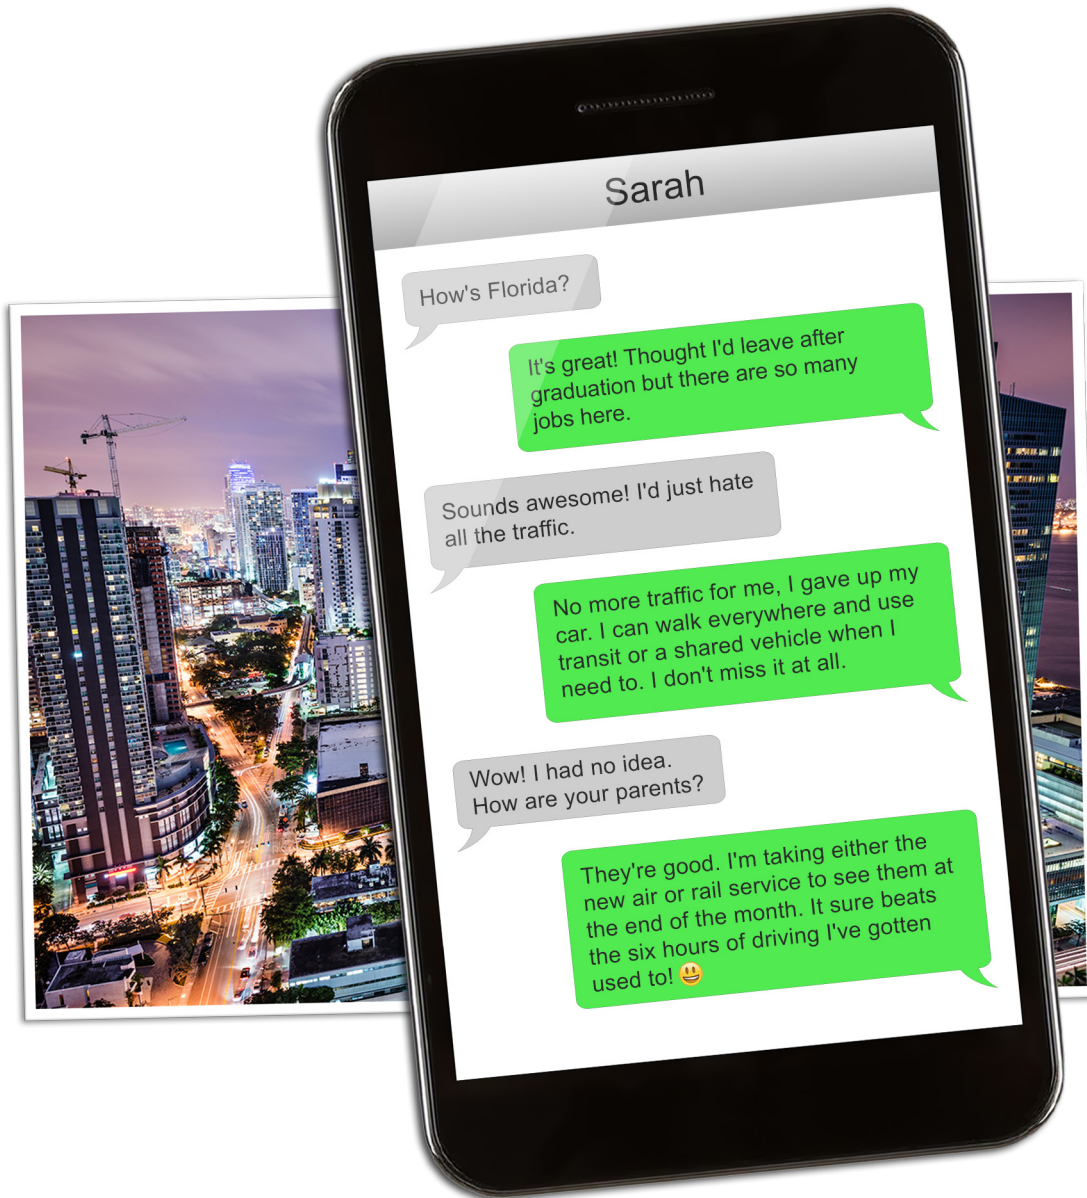 Sarah
How's Florida?
It's great! Thought I'd leave after
graduation but there are so many
jobs here.
Sounds awesome! I'd just hate
all the traffic.
No more traffic for me, I gave up my
car. I can walk everywhere and use
transit or a shared vehicle when I
need to. I don't miss it at all.
Wow! I had no idea.
How are your parents?
They're good. I'm taking either the
new air or rail service to see them at
the end of the month. It sure beats
the six hours of driving I've gotten
used to! 😃